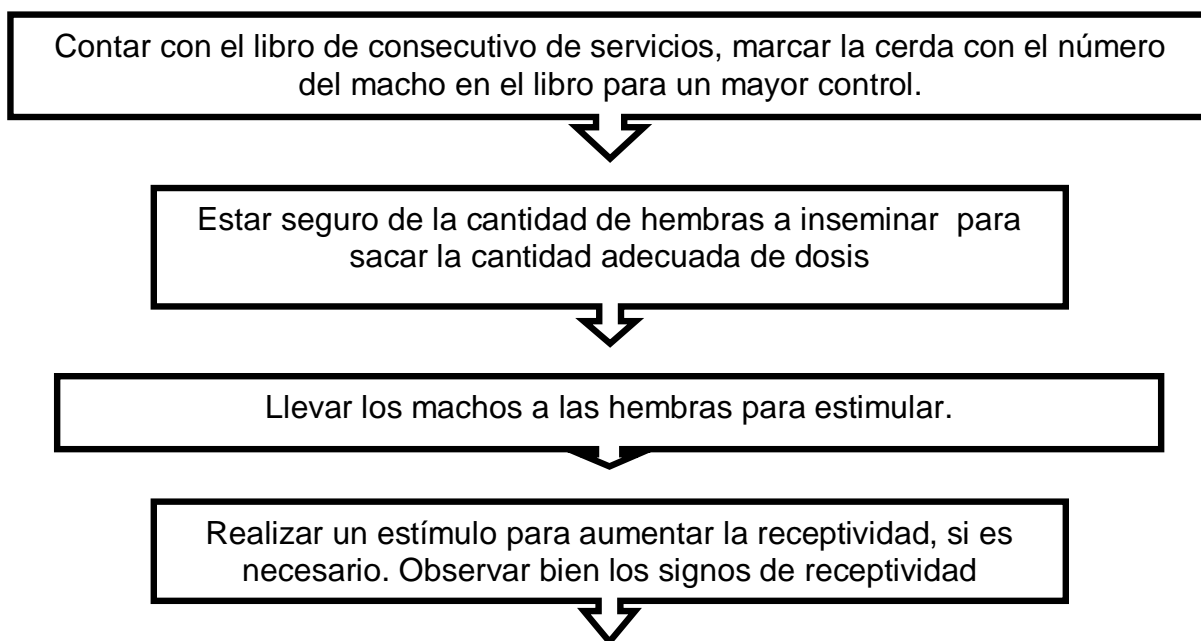 Contar con el libro de consecutivo de servicios, marcar la cerda con el número
del macho en el libro para un mayor control.
Estar seguro de la cantidad de hembras a inseminar  para
sacar la cantidad adecuada de dosis
Llevar los machos a las hembras para estimular.
Realizar un estímulo para aumentar la receptividad, si es
necesario. Observar bien los signos de receptividad